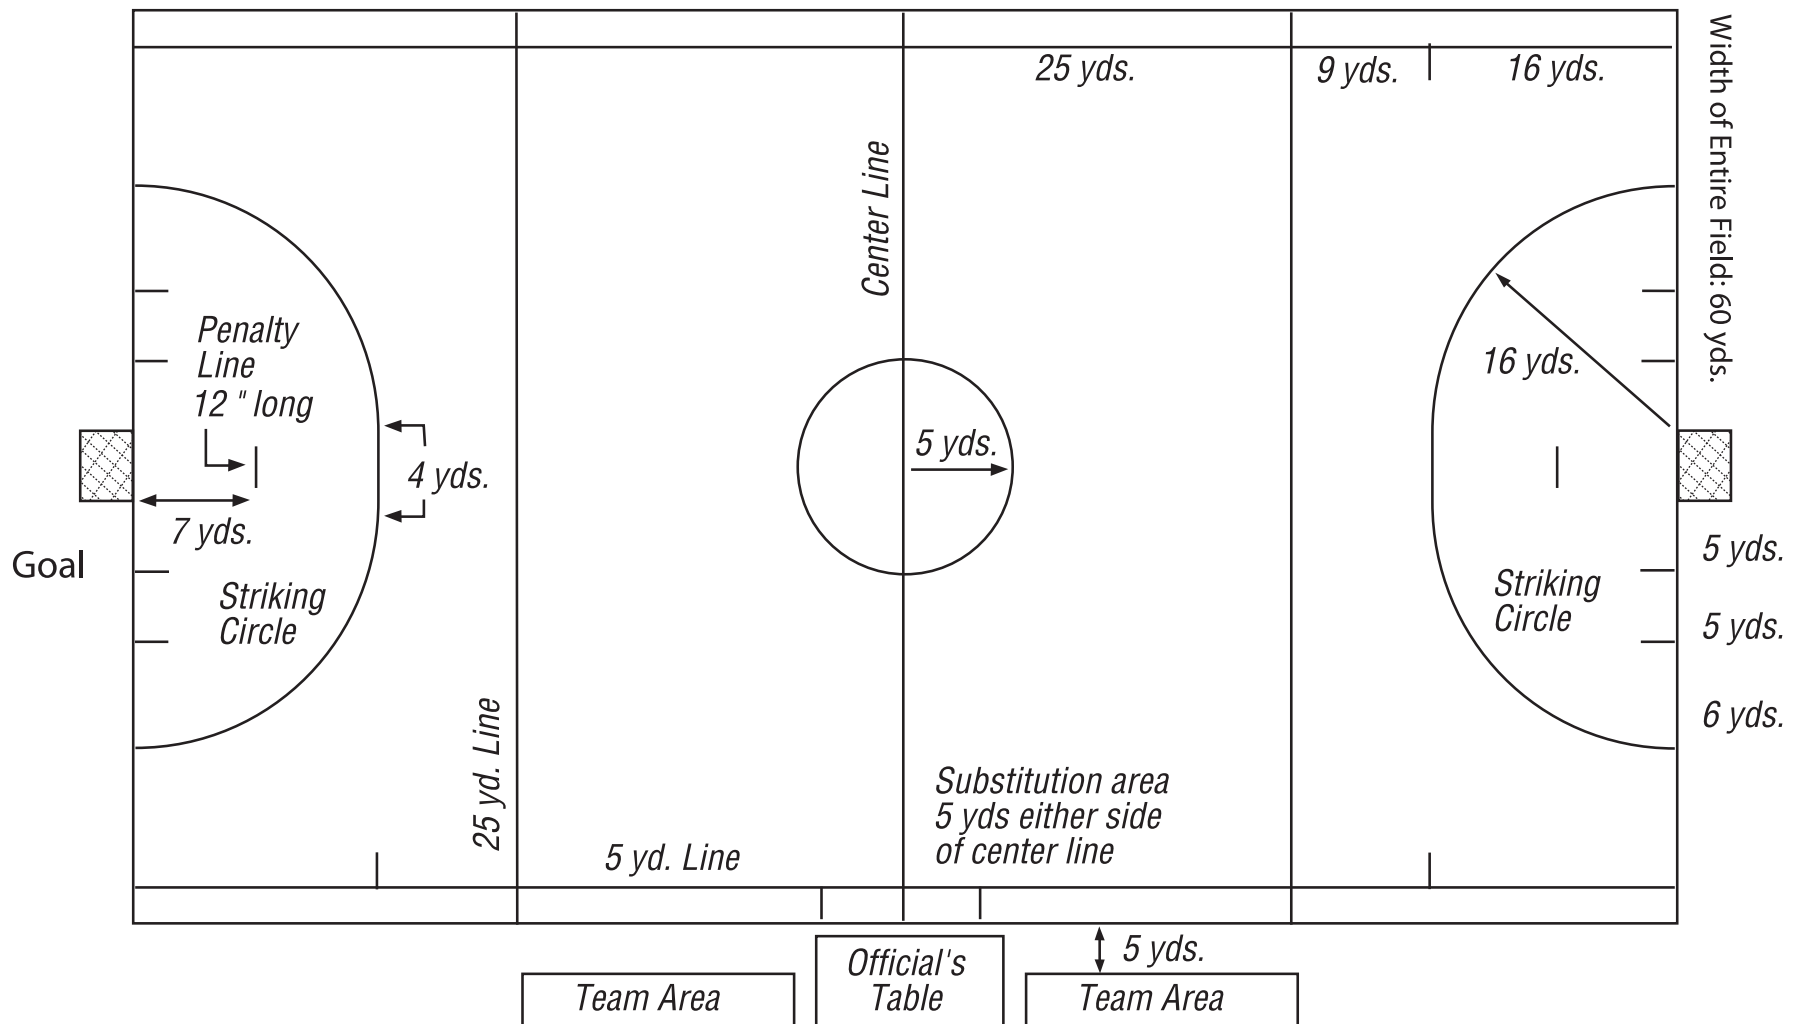 25 yds.
9 yds.
16 yds.
Width of Entire Field: 60 yds.
Center Line
Penalty
Line
12 " long
16 yds.
5 yds.
4 yds.
7 yds.
Goal
Striking
Circle
Striking
Circle
5 yds.
5 yds.
6 yds.
25 yd. Line
Substitution area
5 yds either side
of center line
5 yd. Line
5 yds.
Official's
Table
Team Area
Team Area